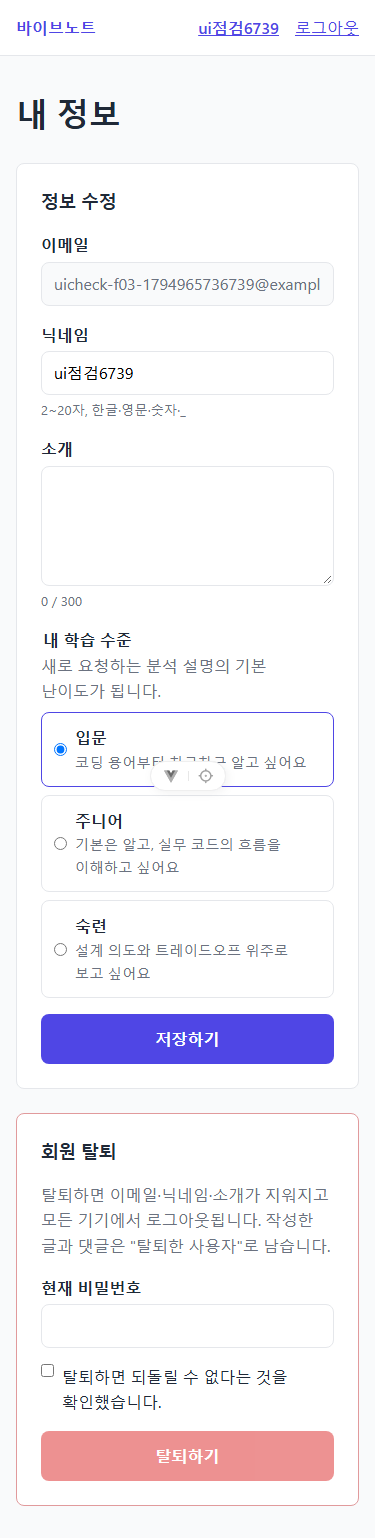 바이브노트
ui점검6739
로그아웃
내 정보
정보 수정
이메일
uicheck-f03-1794965736739@exampl
닉네임
ui점검6739
2~20자, 한글·영문·숫자·_
소개
0 / 300
내 학습 수준
새로 요청하는 분석 설명의 기본
난이도가 됩니다.
입문
코딩 용어부터 알고 싶어요
주니어
기본은 알고, 실무 코드의 흐름을
이해하고 싶어요
숙련
설계 의도와 트레이드오프 위주로
보고 싶어요
저장하기
회원 탈퇴
탈퇴하면 이메일·닉네임·소개가 지워지고
모든 기기에서 로그아웃됩니다. 작성한
글과 댓글은 "탈퇴한 사용자"로 남습니다.
현재 비밀번호
탈퇴하면 되돌릴 수 없다는 것을
확인했습니다.
탈퇴하기